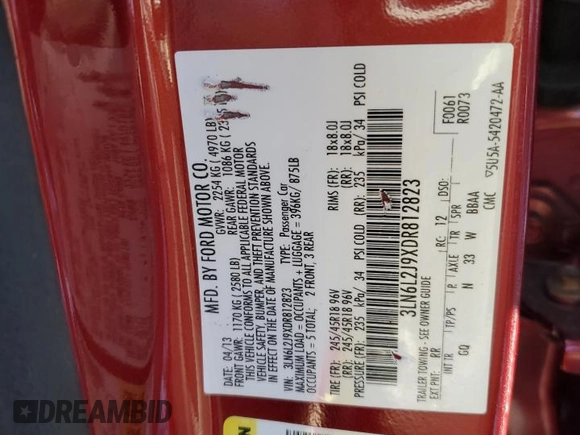 MFD. BY FORD MOTOR CO.
DATE: 04/13
GVWR: 2254 KG ( 4970 LB)
FRONT GAWR: 1170 KG ( 2580 LB)
REAR GAWR: 1086 KG
THIS VEHICLE CONFORMS TO ALL APPLICABLE FEDERAL MOTOR
VEHICLE SAFETY, BUMPER, AND THEFT PREVENTION STANDARDS
IN EFFECT ON THE DATE OF MANUFACTURE SHOWN ABOVE.
VIN: 3LN6L2J9XDR812823 TYPE: Passenger Car
MAXIMUM LOAD = OCCUPANTS + LUGGAGE = 396KG/ 875LB
OCCUPANTS = 5 TOTAL: 2 FRONT, 3 REAR
TIRE (FR): 245/45R18 96V RIMS (FR): 18x8.0J
(RR): 245/45R18 96V (RR): 18x8.0J
PRESSURE (FR): 235 kPa/ 34 PSI COLD (RR): 235 kPa/ 34 PSI COLD
3LN6L2J9XDR812823
F0061
R0073
TRAILER TOWING - SEE OWNER GUIDE
EXT PNT: RR RC: 12 DSO:
INT TR TP/PS P AXLE TR SPR
GQ N 33 W BBAA
CMC
5U5A-5420472-AA
DREAMBID